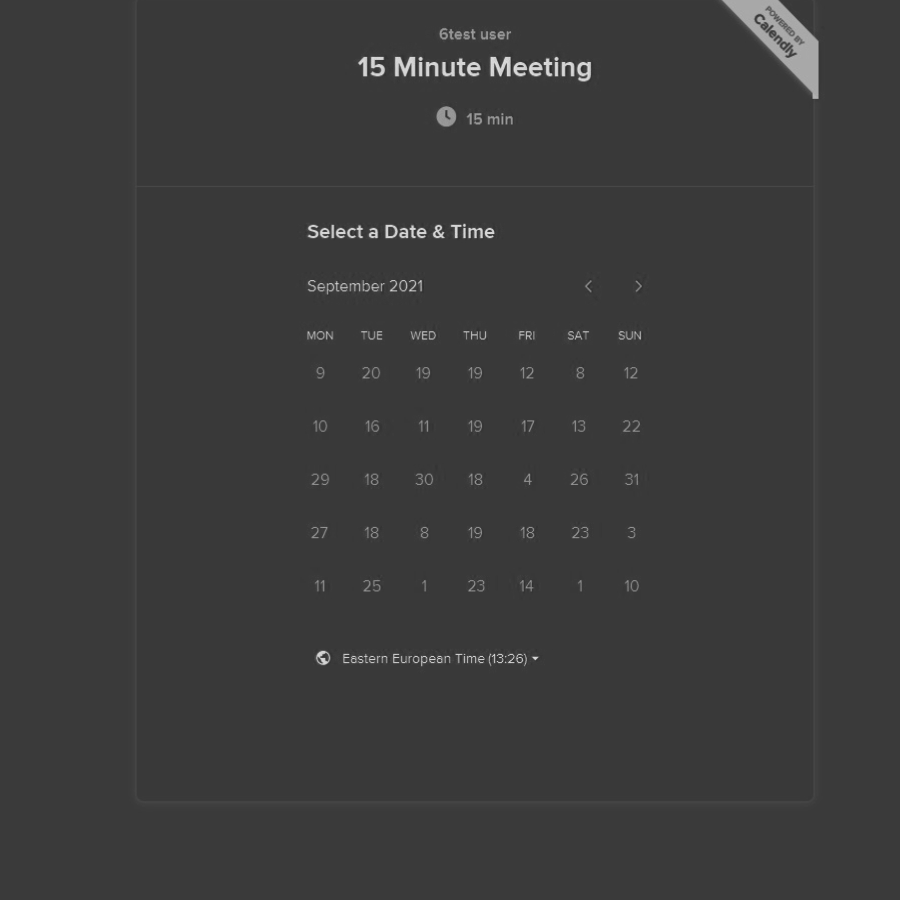 POWERED BY
Calendly
6test user
15 Minute Meeting
15 min
Select a Date & Time
September 2021
MON TUE WED THU FRI SAT SUN
9 20 19 19 12 8 12
10 16 11 19 17 13 22
29 18 30 18 4 26 31
27 18 8 19 18 23 3
11 25 1 23 14 1 10
Eastern European Time (13:26)